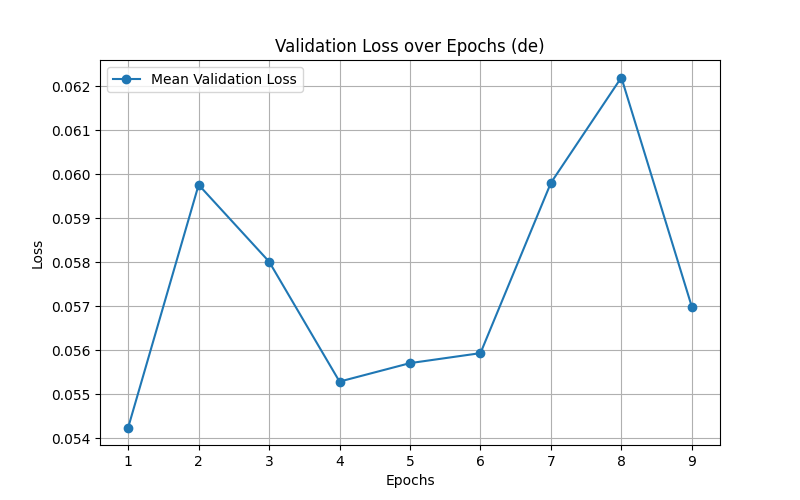 Validation Loss over Epochs (de)
Mean Validation Loss
0.062
0.061
0.060
0.059
0.058
0.057
0.056
0.055
0.054
Loss
1 2 3 4 5 6 7 8 9
Epochs